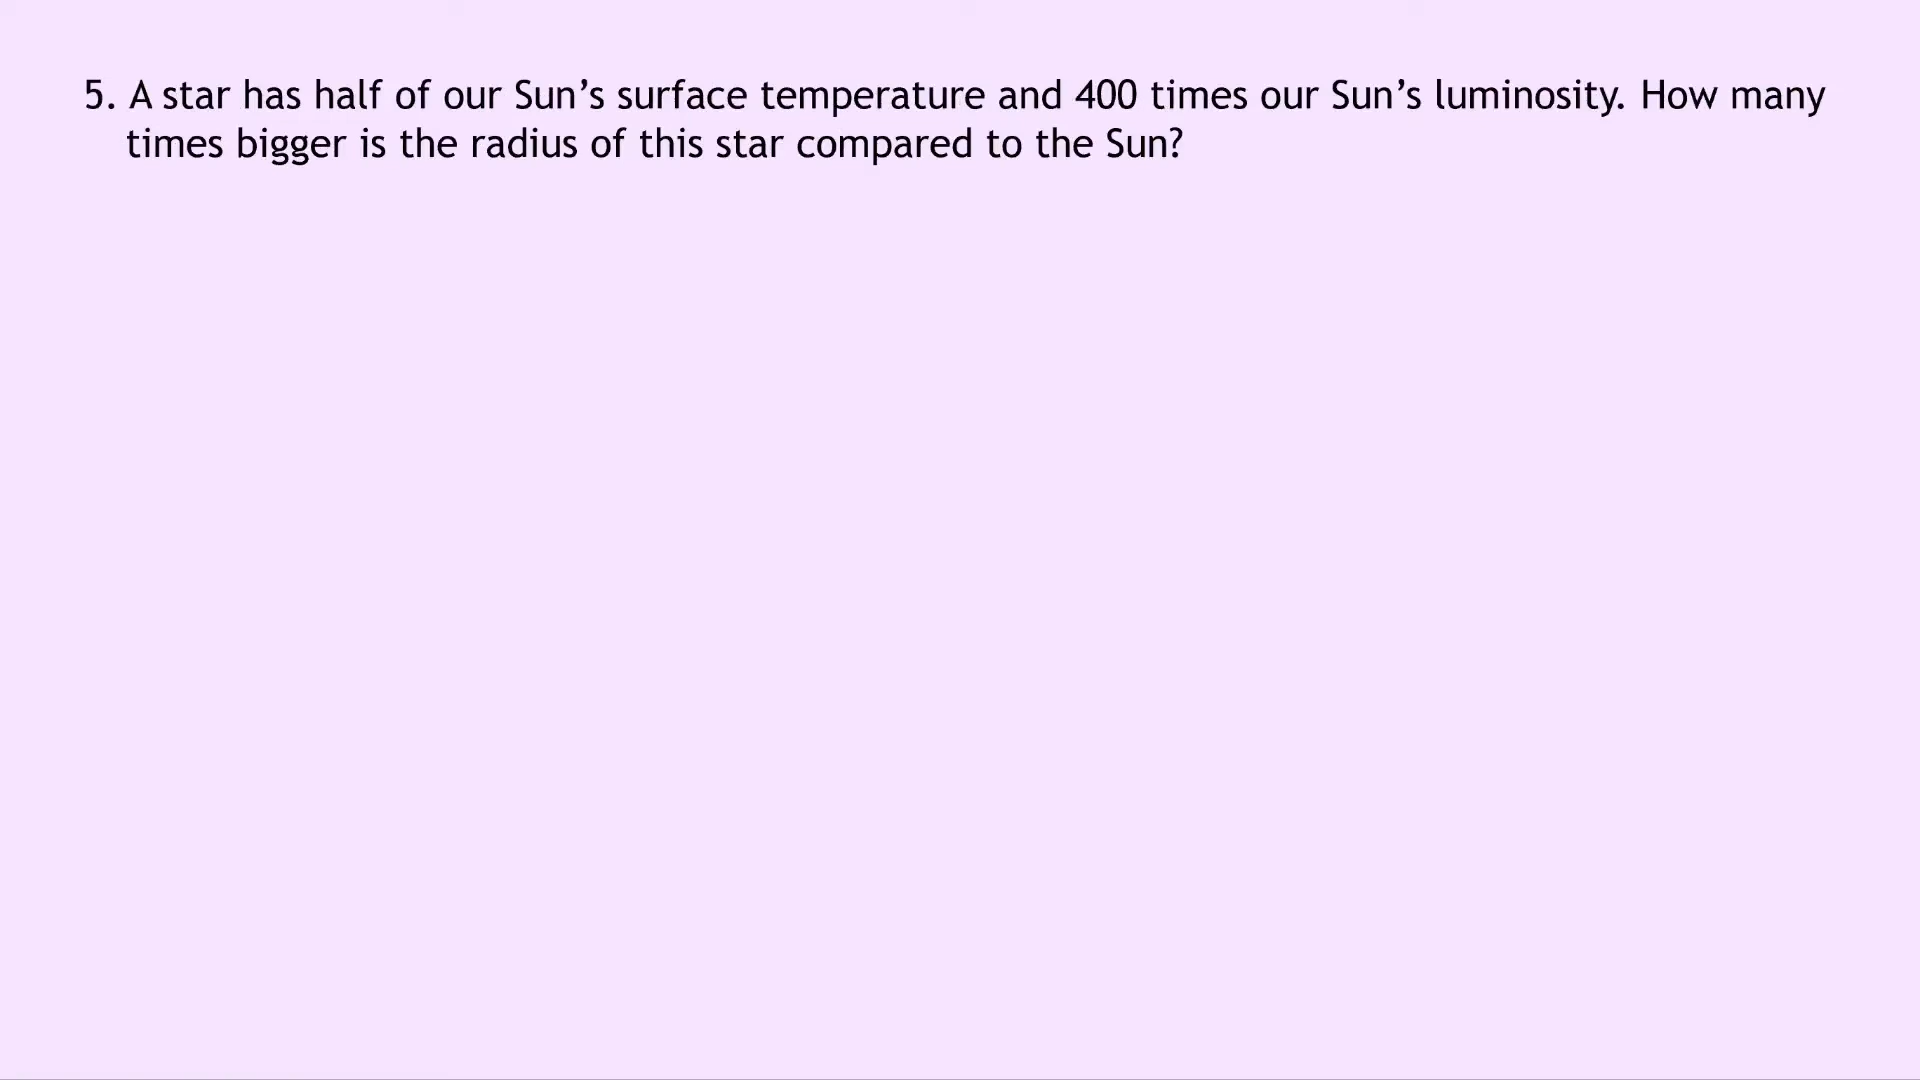 5. A star has half of our Sun’s surface temperature and 400 times our Sun’s luminosity. How many
times bigger is the radius of this star compared to the Sun?